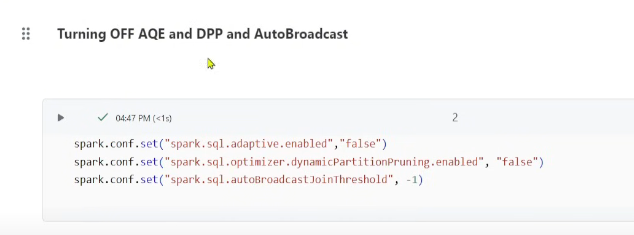 Turning OFF AQE and DPP and AutoBroadcast
04:47 PM (<1s)
2
spark.conf.set("spark.sql.adaptive.enabled","false")
spark.conf.set("spark.sql.optimizer.dynamicPartitionPruning.enabled", "false")
spark.conf.set("spark.sql.autoBroadcastJoinThreshold", -1)